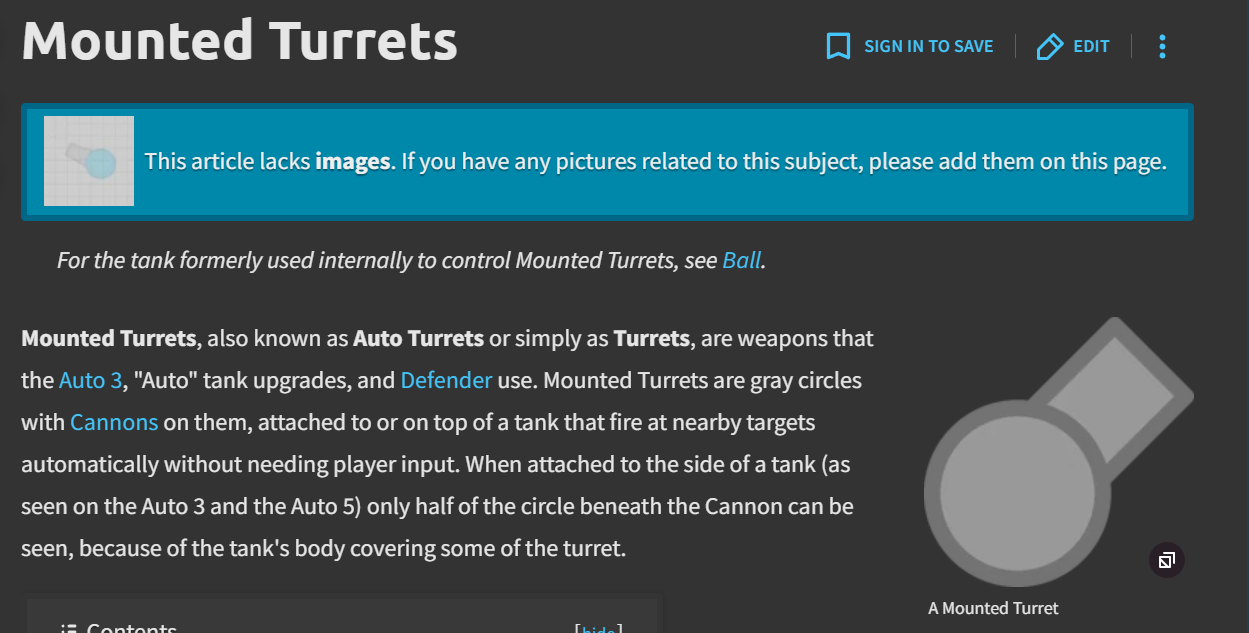 Mounted Turrets
SIGN IN TO SAVE
EDIT
This article lacks images. If you have any pictures related to this subject, please add them on this page.
For the tank formerly used internally to control Mounted Turrets, see Ball.
Mounted Turrets, also known as Auto Turrets or simply as Turrets, are weapons that
the Auto 3, "Auto" tank upgrades, and Defender use. Mounted Turrets are gray circles
with Cannons on them, attached to or on top of a tank that fire at nearby targets
automatically without needing player input. When attached to the side of a tank (as
seen on the Auto 3 and the Auto 5) only half of the circle beneath the Cannon can be
seen, because of the tank's body covering some of the turret.
A Mounted Turret
Contents
[hide]